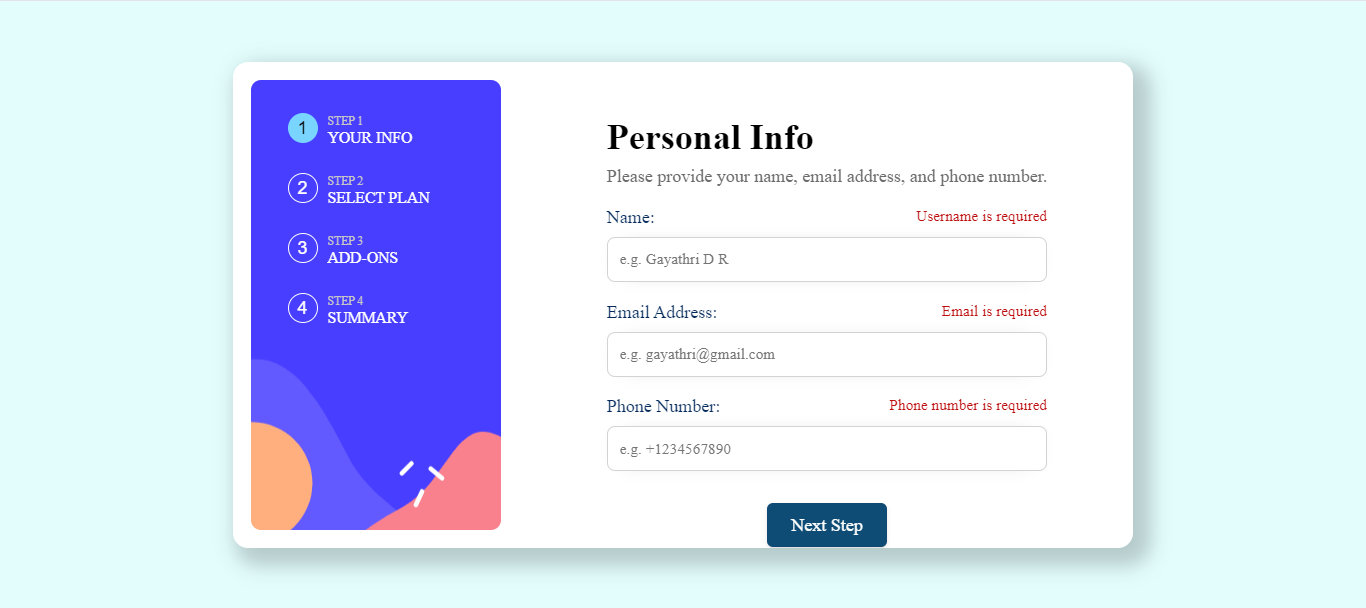 1
STEP 1
YOUR INFO
2
STEP 2
SELECT PLAN
3
STEP 3
ADD-ONS
4
STEP 4
SUMMARY
Personal Info
Please provide your name, email address, and phone number.
Name: Username is required
e.g. Gayathri D R
Email Address: Email is required
e.g. gayathri@gmail.com
Phone Number: Phone number is required
e.g. +1234567890
Next Step